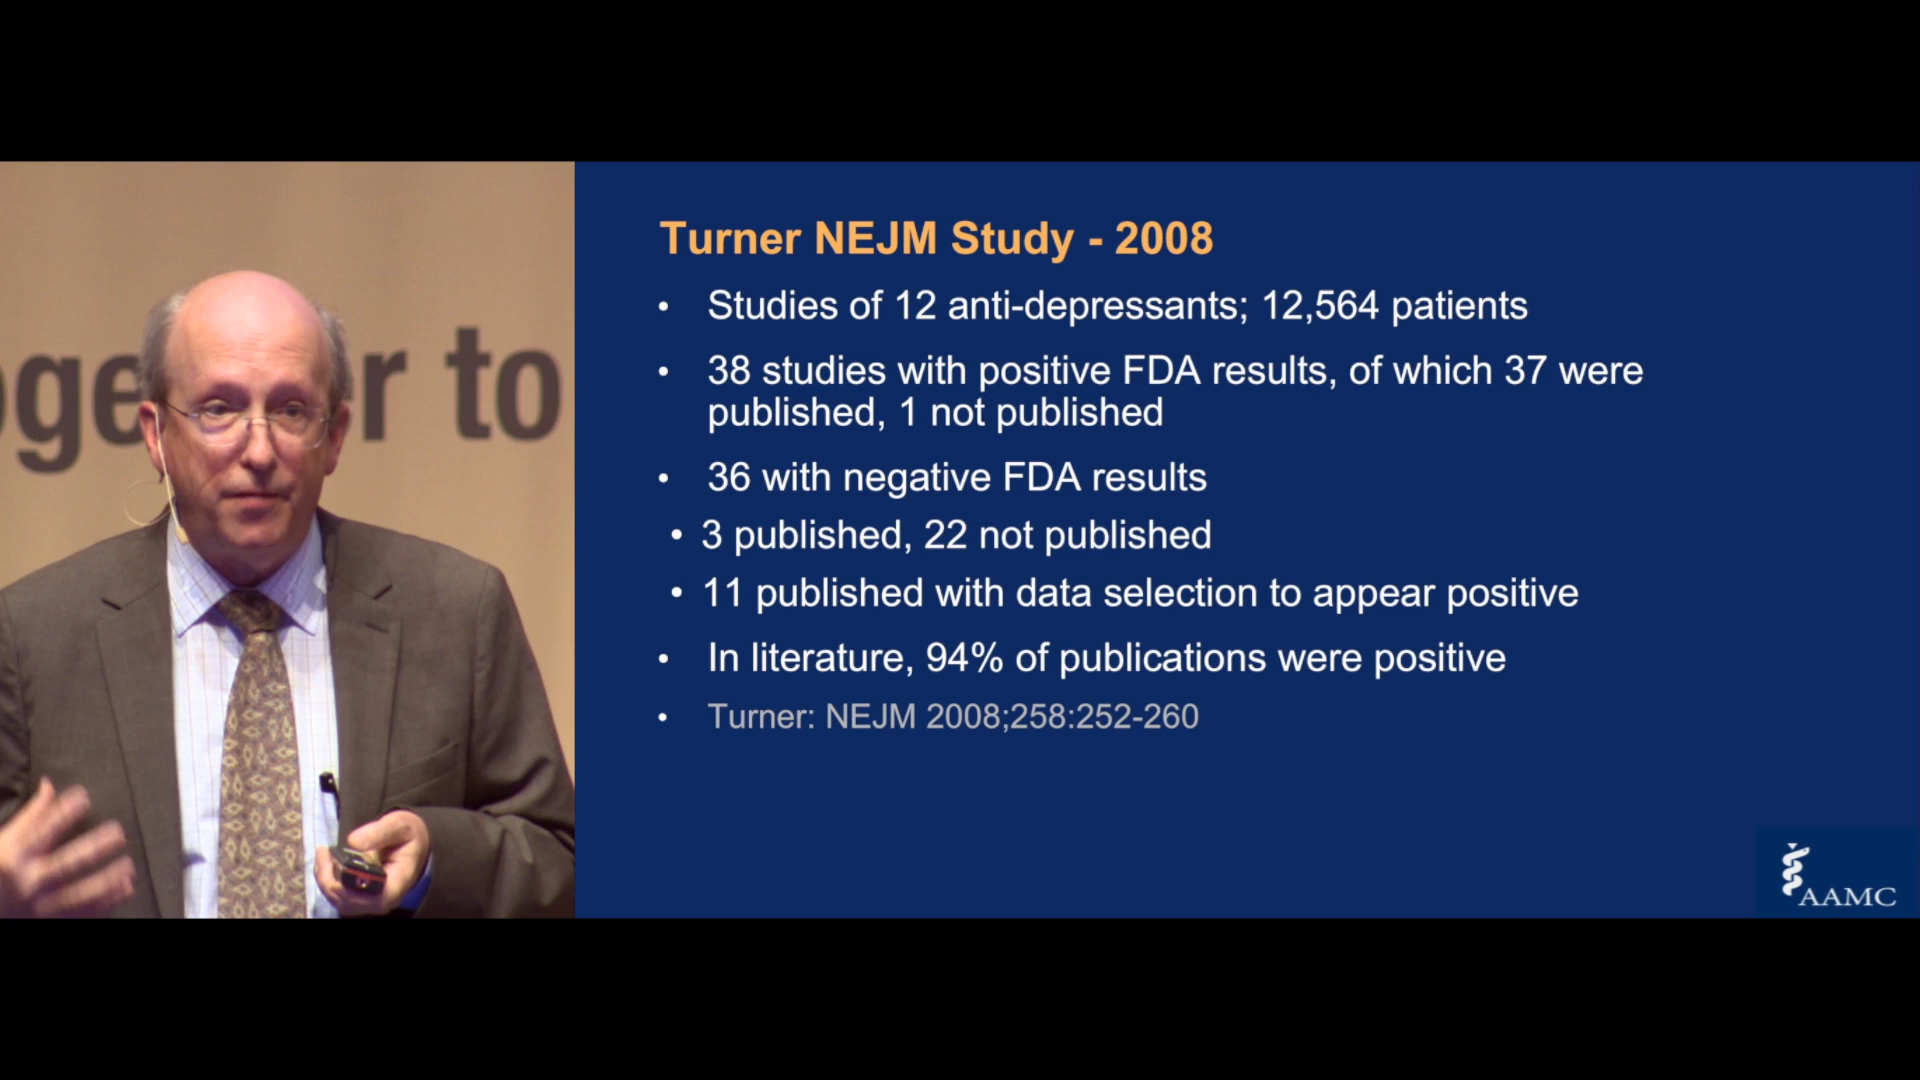 ogether to
Turner NEJM Study - 2008
• Studies of 12 anti-depressants; 12,564 patients
• 38 studies with positive FDA results, of which 37 were
published, 1 not published
• 36 with negative FDA results
• 3 published, 22 not published
• 11 published with data selection to appear positive
• In literature, 94% of publications were positive
• Turner: NEJM 2008;258:252-260
AAMC